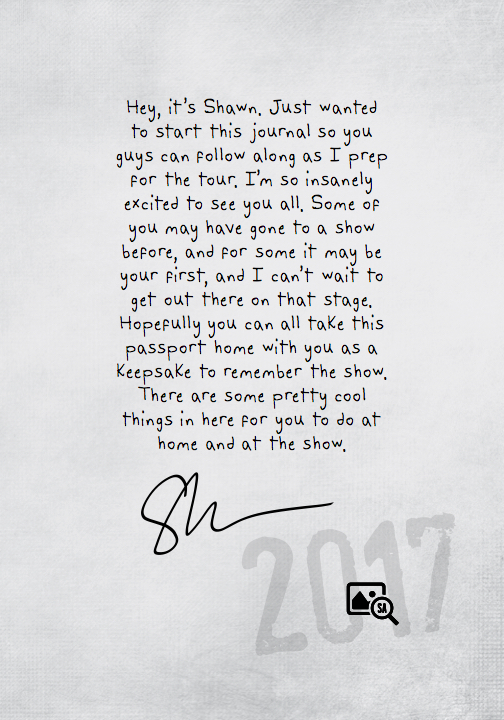 Hey, it's Shawn. Just wanted
to start this journal so you
guys can follow along as I prep
for the tour. I'm so insanely
excited to see you all. Some of
you may have gone to a show
before, and for some it may be
your first, and I can't wait to
get out there on that stage.
Hopefully you can all take this
passport home with you as a
keepsake to remember the show.
There are some pretty cool
things in here for you to do at
home and at the show.
2017
SA